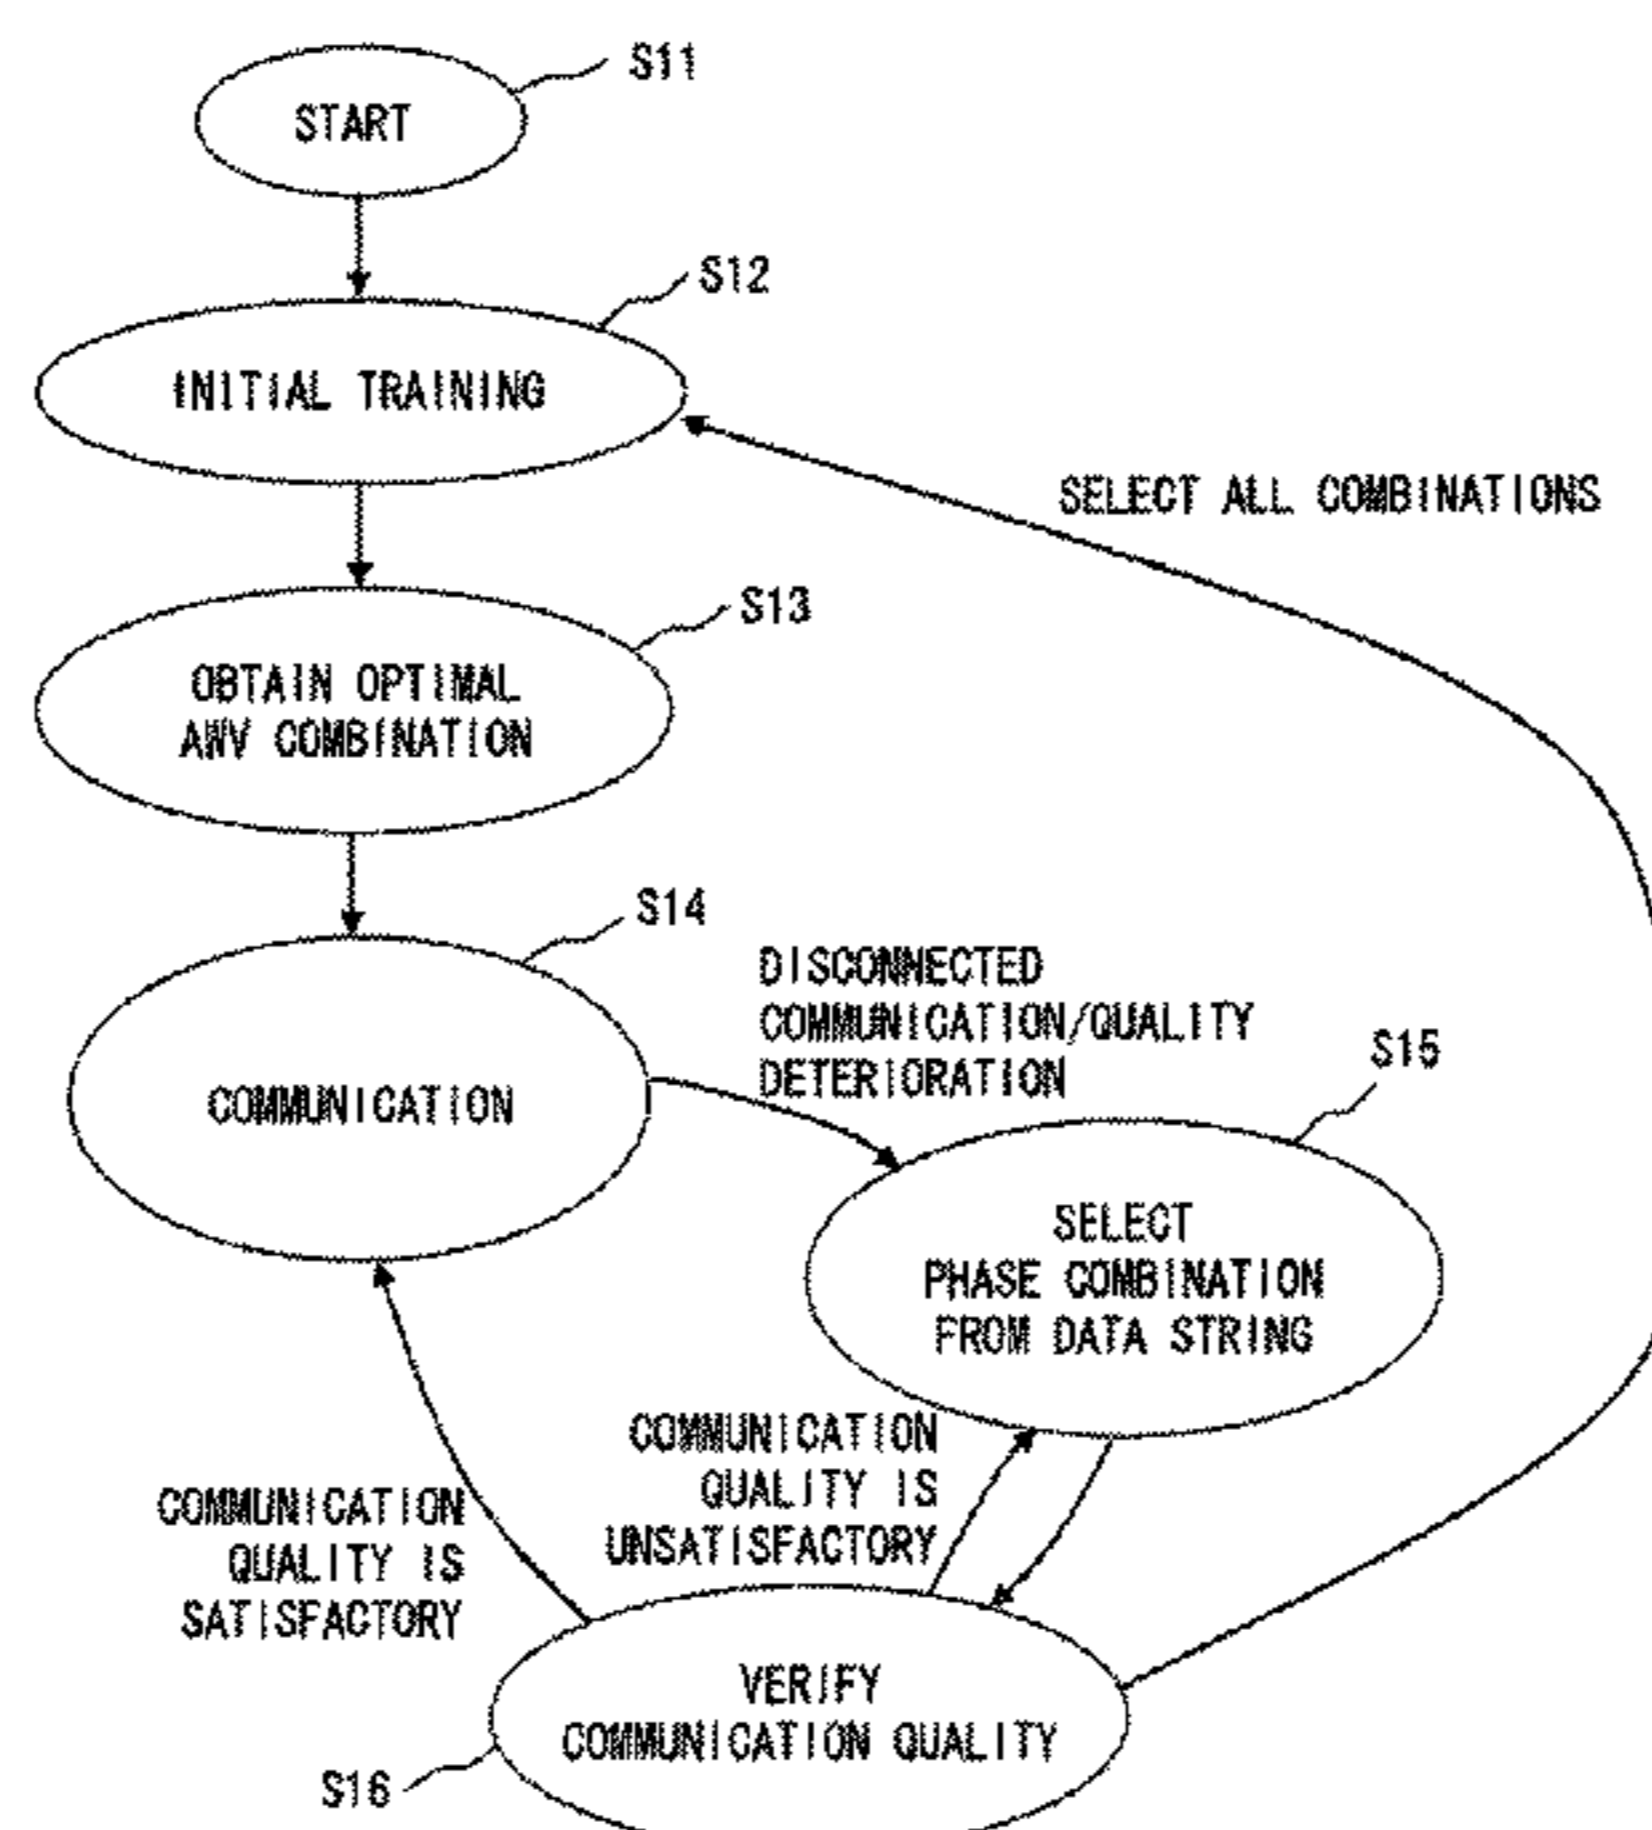 S11
START
S12
INITIAL TRAINING
SELECT ALL COMBINATIONS
S13
OBTAIN OPTIMAL
AWV COMBINATION
S14
DISCONNECTED
COMMUNICATION/QUALITY
DETERIORATION
S15
COMMUNICATION
SELECT
PHASE COMBINATION
FROM DATA STRING
COMMUNICATION
QUALITY IS
UNSATISFACTORY
COMMUNICATION
QUALITY IS
SATISFACTORY
VERIFY
COMMUNICATION QUALITY
S16